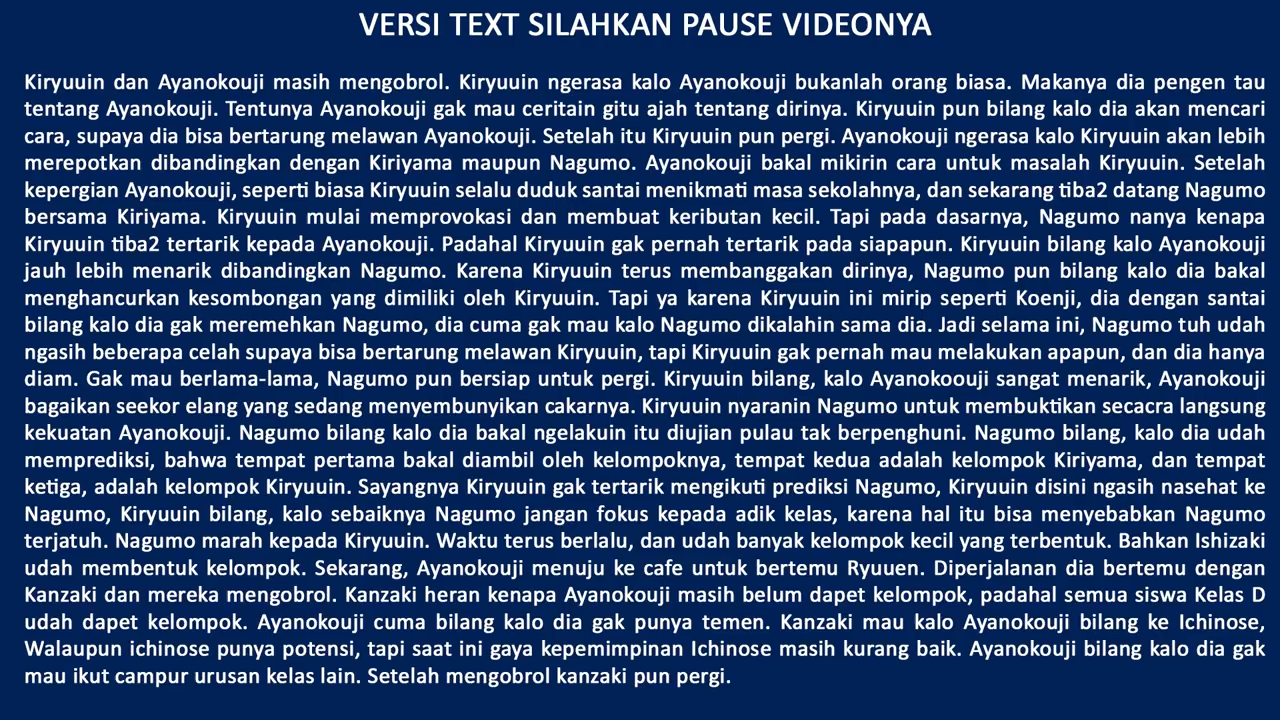 VERSI TEXT SILAHKAN PAUSE VIDEONYA
Kiryuuin dan Ayanokouji masih mengobrol. Kiryuuin ngerasa kalo Ayanokouji bukanlah orang biasa. Makanya dia pengen tau
tentang Ayanokouji. Tentunya Ayanokouji gak mau ceritain gitu ajah tentang dirinya. Kiryuuin pun bilang kalo dia akan mencari
cara, supaya dia bisa bertarung melawan Ayanokouji. Setelah itu Kiryuuin pun pergi. Ayanokouji ngerasa kalo Kiryuuin akan lebih
merepotkan dibandingkan dengan Kiriyama maupun Nagumo. Ayanokouji bakal mikirin cara untuk masalah Kiryuuin. Setelah
kepergian Ayanokouji, seperti biasa Kiryuuin selalu duduk santai menikmati masa sekolahnya, dan sekarang tiba2 datang Nagumo
bersama Kiriyama. Kiryuuin mulai memprovokasi dan membuat keributan kecil. Tapi pada dasarnya, Nagumo nanya kenapa
Kiryuuin tiba2 tertarik kepada Ayanokouji. Padahal Kiryuuin gak pernah tertarik pada siapapun. Kiryuuin bilang kalo Ayanokouji
jauh lebih menarik dibandingkan Nagumo. Karena Kiryuuin terus membanggakan dirinya, Nagumo pun bilang kalo dia bakal
menghancurkan kesombongan yang dimiliki oleh Kiryuuin. Tapi ya karena Kiryuuin ini mirip seperti Koenji, dia dengan santai
bilang kalo dia gak meremehkan Nagumo, dia cuma gak mau kalo Nagumo dikalahin sama dia. Jadi selama ini, Nagumo tuh udah
ngasih beberapa celah supaya bisa bertarung melawan Kiryuuin, tapi Kiryuuin gak pernah mau melakukan apapun, dan dia hanya
diam. Gak mau berlama-lama, Nagumo pun bersiap untuk pergi. Kiryuuin bilang, kalo Ayanokoouji sangat menarik, Ayanokouji
bagaikan seekor elang yang sedang menyembunyikan cakarnya. Kiryuuin nyaranin Nagumo untuk membuktikan secacra langsung
kekuatan Ayanokouji. Nagumo bilang kalo dia bakal ngelakuin itu diujian pulau tak berpenghuni. Nagumo bilang, kalo dia udah
memprediksi, bahwa tempat pertama bakal diambil oleh kelompoknya, tempat kedua adalah kelompok Kiriyama, dan tempat
ketiga, adalah kelompok Kiryuuin. Sayangnya Kiryuuin gak tertarik mengikuti prediksi Nagumo, Kiryuuin disini ngasih nasehat ke
Nagumo, Kiryuuin bilang, kalo sebaiknya Nagumo jangan fokus kepada adik kelas, karena hal itu bisa menyebabkan Nagumo
terjatuh. Nagumo marah kepada Kiryuuin. Waktu terus berlalu, dan udah banyak kelompok kecil yang terbentuk. Bahkan Ishizaki
udah membentuk kelompok. Sekarang, Ayanokouji menuju ke cafe untuk bertemu Ryuuen. Diperjalanan dia bertemu dengan
Kanzaki dan mereka mengobrol. Kanzaki heran kenapa Ayanokouji masih belum dapet kelompok, padahal semua siswa Kelas D
udah dapet kelompok. Ayanokouji cuma bilang kalo dia gak punya temen. Kanzaki mau kalo Ayanokouji bilang ke Ichinose,
Walaupun ichinose punya potensi, tapi saat ini gaya kepemimpinan Ichinose masih kurang baik. Ayanokouji bilang kalo dia gak
mau ikut campur urusan kelas lain. Setelah mengobrol kanzaki pun pergi.